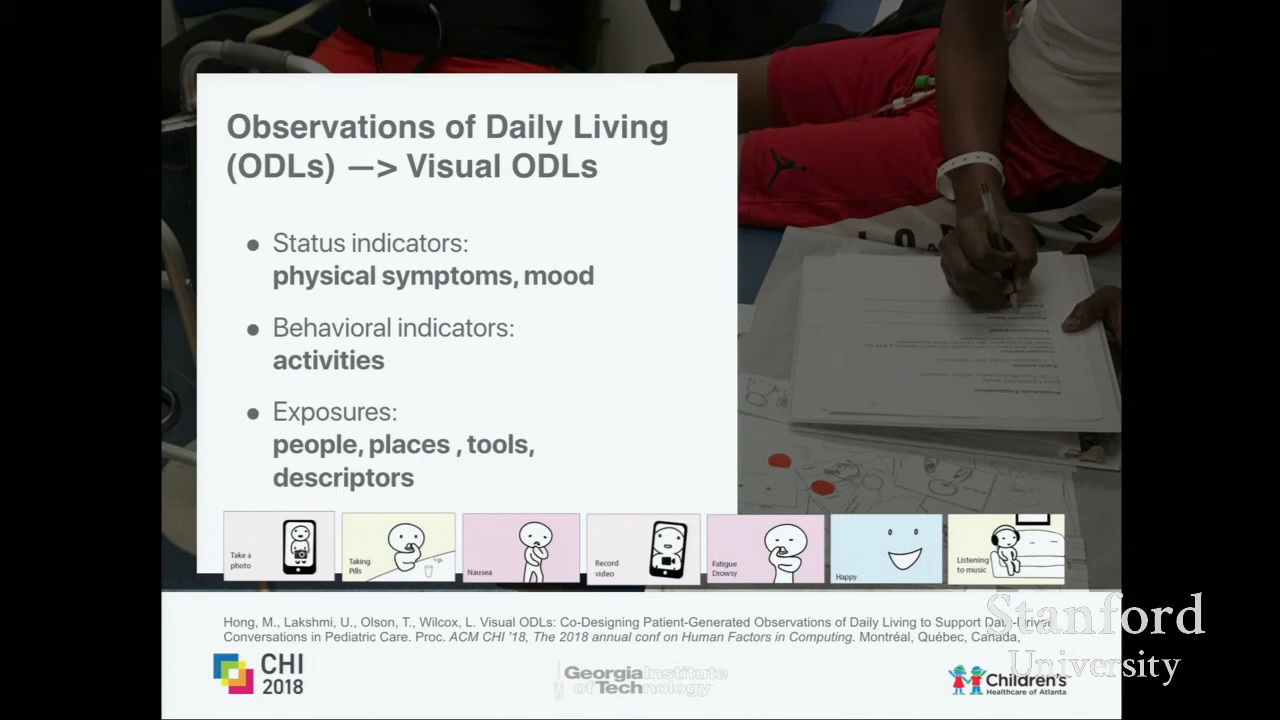 Observations of Daily Living
(ODLs) —> Visual ODLs
● Status indicators:
physical symptoms, mood
● Behavioral indicators:
activities
● Exposures:
people, places , tools,
descriptors
Take a
photo
Taking
Pills
Nausea
Record
video
Fatigue
Drowsy
Happy
Listening
to music
Hong, M., Lakshmi, U., Olson, T., Wilcox, L. Visual ODLs: Co-Designing Patient-Generated Observations of Daily Living to Support Data-Driven
Conversations in Pediatric Care. Proc. ACM CHI '18, The 2018 annual conf on Human Factors in Computing. Montréal, Québec, Canada,
CHI
2018
Georgia Institute
of Technology
Children's
Healthcare of Atlanta
Stanford
University